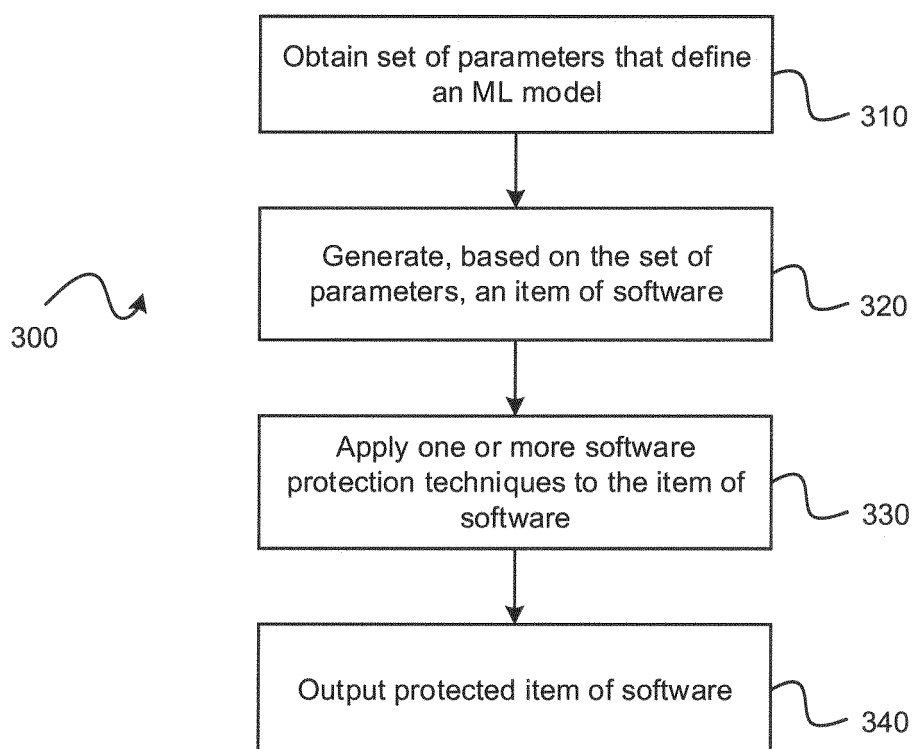 Obtain set of parameters that define
an ML model
310
Generate, based on the set of
parameters, an item of software
320
300
Apply one or more software
protection techniques to the item of
software
330
Output protected item of software
340